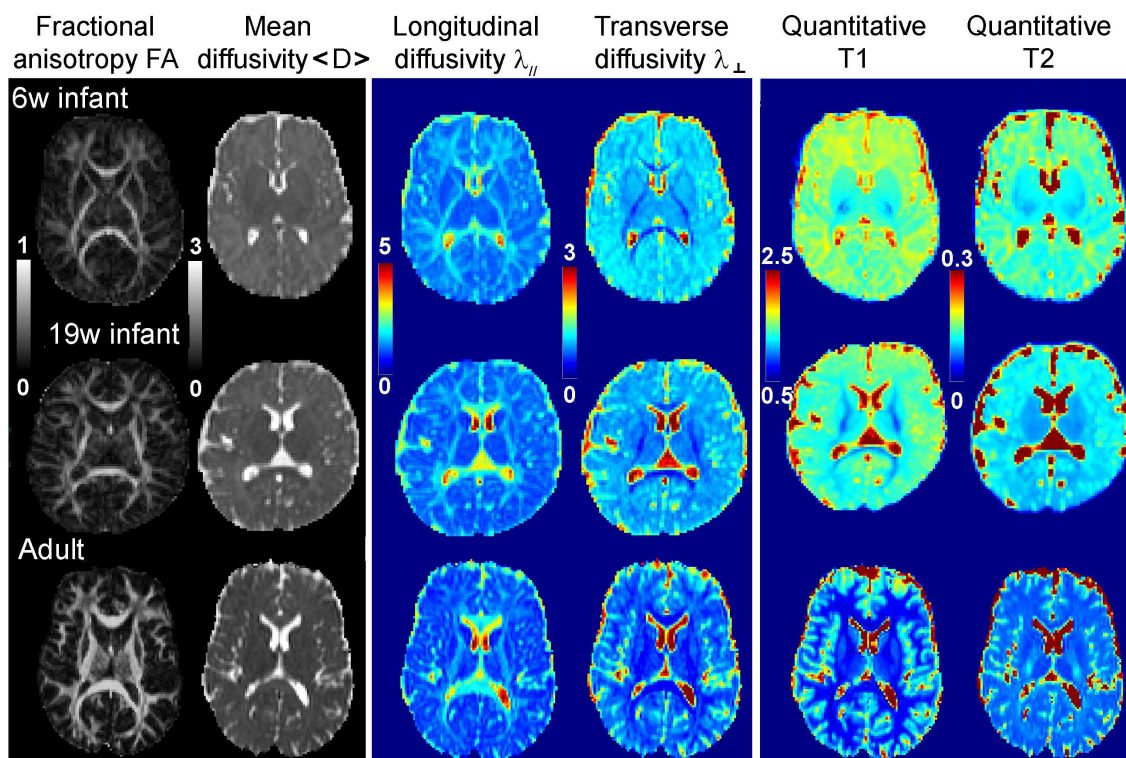 Fractional
anisotropy FA
Mean
diffusivity <D>
Longitudinal
diffusivity λ//
Transverse
diffusivity λ⊥
Quantitative
T1
Quantitative
T2
6w infant
1
0
3
0
5
0
3
0
2.5
0.5
0.3
0
19w infant
Adult